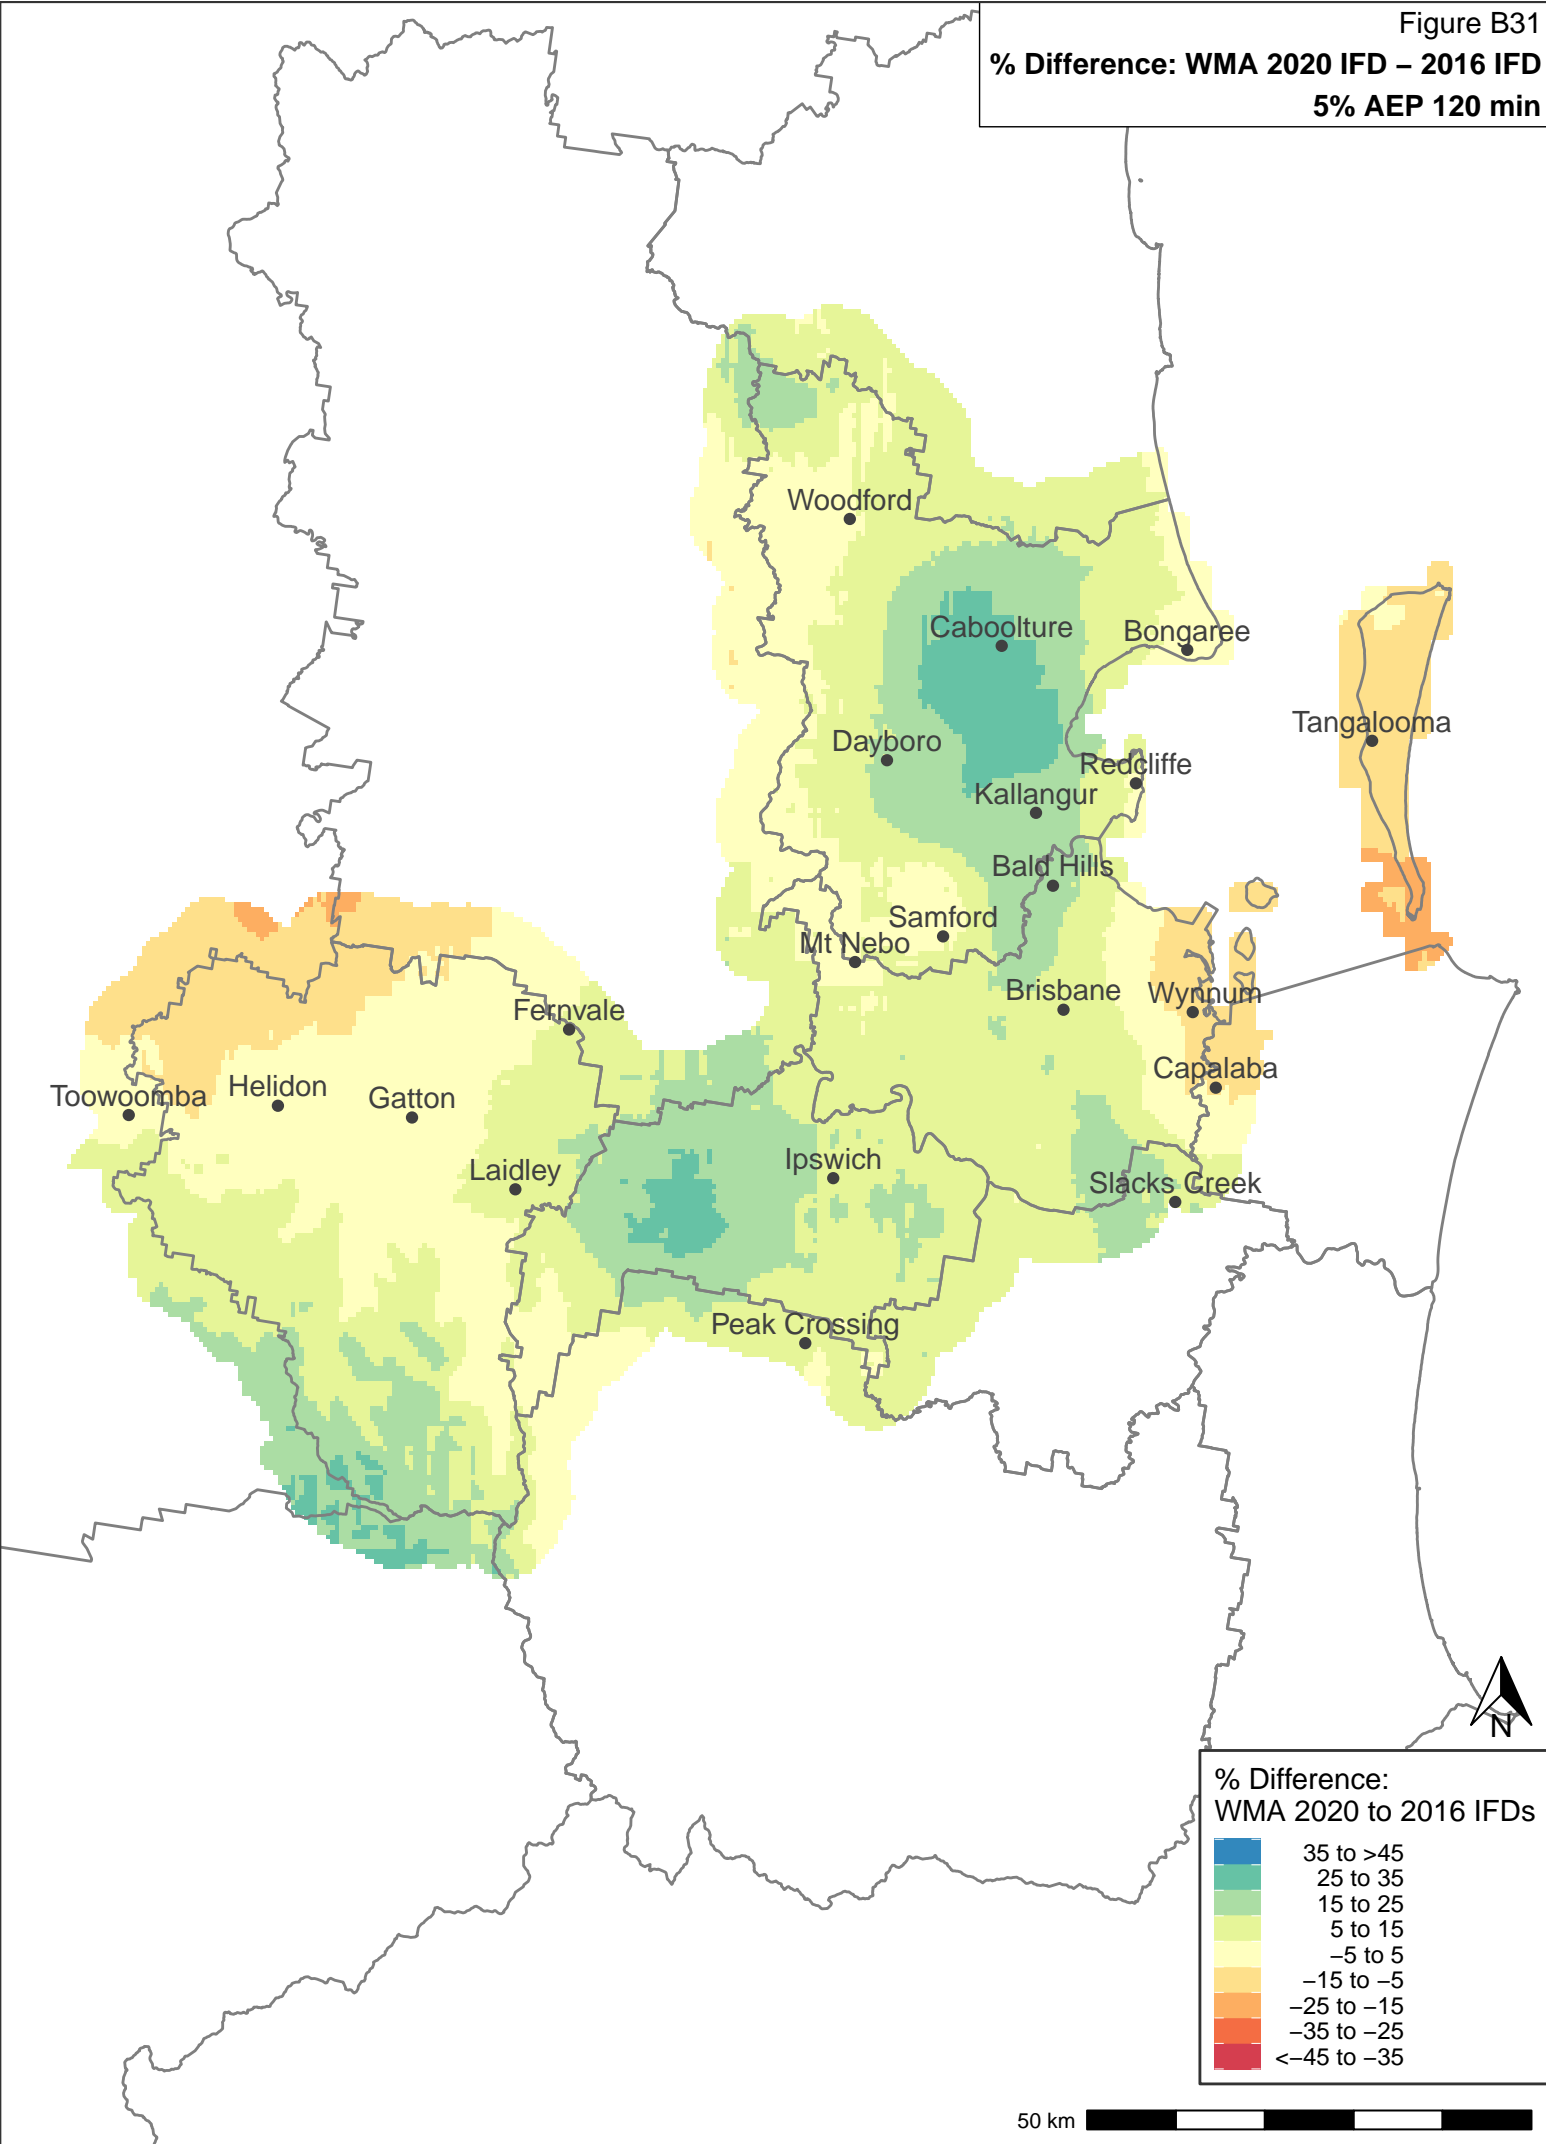 Figure B31
% Difference: WMA 2020 IFD – 2016 IFD
5% AEP 120 min
Woodford
Caboolture
Bongaree
Tangalooma
Dayboro
Redcliffe
Kallangur
Bald Hills
Samford
Mt Nebo
Brisbane
Wynnum
Fernvale
Capalaba
Toowoomba
Helidon
Gatton
Laidley
Ipswich
Slacks Creek
Peak Crossing
N
% Difference:
WMA 2020 to 2016 IFDs
35 to >45
25 to 35
15 to 25
5 to 15
−5 to 5
−15 to −5
−25 to −15
−35 to −25
<−45 to −35
50 km